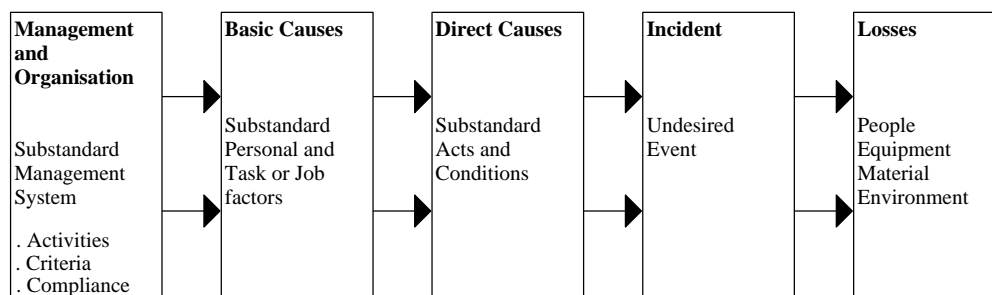 Management
and
Organisation
Substandard
Management
System
. Activities
. Criteria
. Compliance
Basic Causes
Substandard
Personal and
Task or Job
factors
Direct Causes
Substandard
Acts and
Conditions
Incident
Undesired
Event
Losses
People
Equipment
Material
Environment